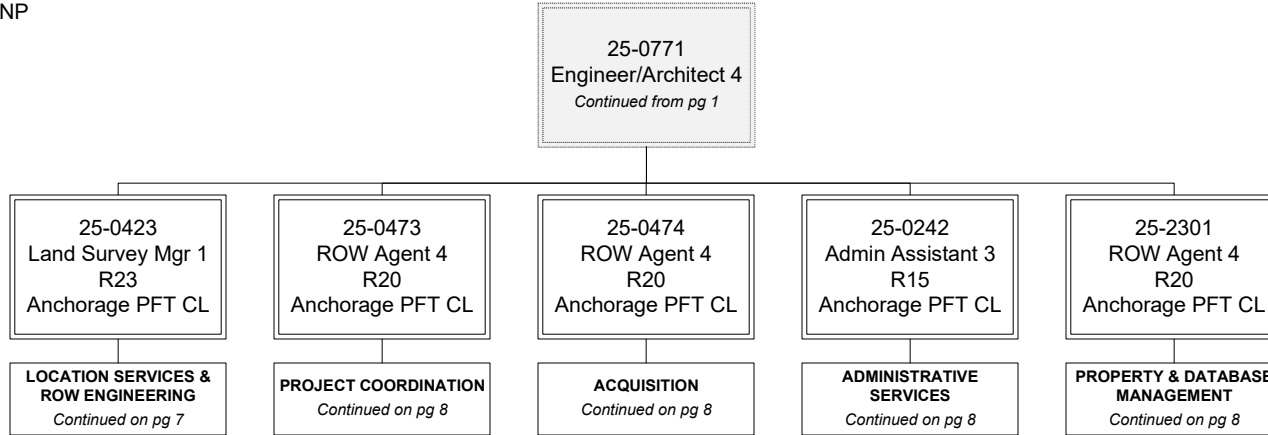 NP
25-0771
Engineer/Architect 4
Continued from pg 1
25-0423
Land Survey Mgr 1
R23
Anchorage PFT CL
25-0473
ROW Agent 4
R20
Anchorage PFT CL
25-0474
ROW Agent 4
R20
Anchorage PFT CL
25-0242
Admin Assistant 3
R15
Anchorage PFT CL
25-2301
ROW Agent 4
R20
Anchorage PFT CL
LOCATION SERVICES &
ROW ENGINEERING
Continued on pg 7
PROJECT COORDINATION
Continued on pg 8
ACQUISITION
Continued on pg 8
ADMINISTRATIVE
SERVICES
Continued on pg 8
PROPERTY & DATABASE
MANAGEMENT
Continued on pg 8